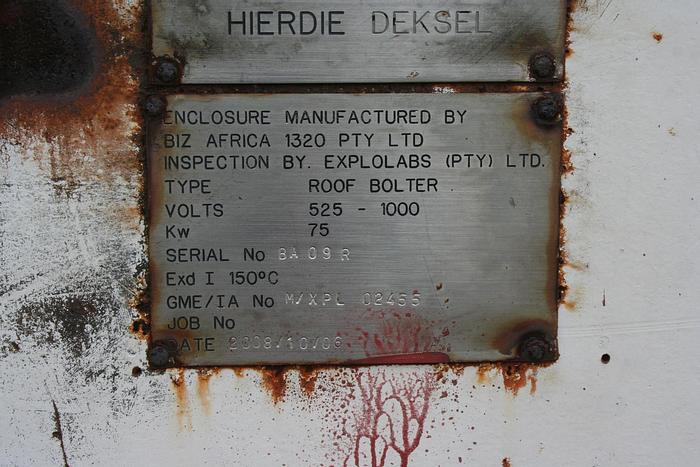 HIERDIE DEKSEL
ENCLOSURE MANUFACTURED BY
BIZ AFRICA 1320 PTY LTD
INSPECTION BY. EXPLOLABS (PTY) LTD.
TYPE ROOF BOLTER
VOLTS 525 - 1000
Kw 75
SERIAL No BA 09 R
Exd I 150°C
GME/IA No M/XPL 02455
JOB No
DATE 2008/10/06